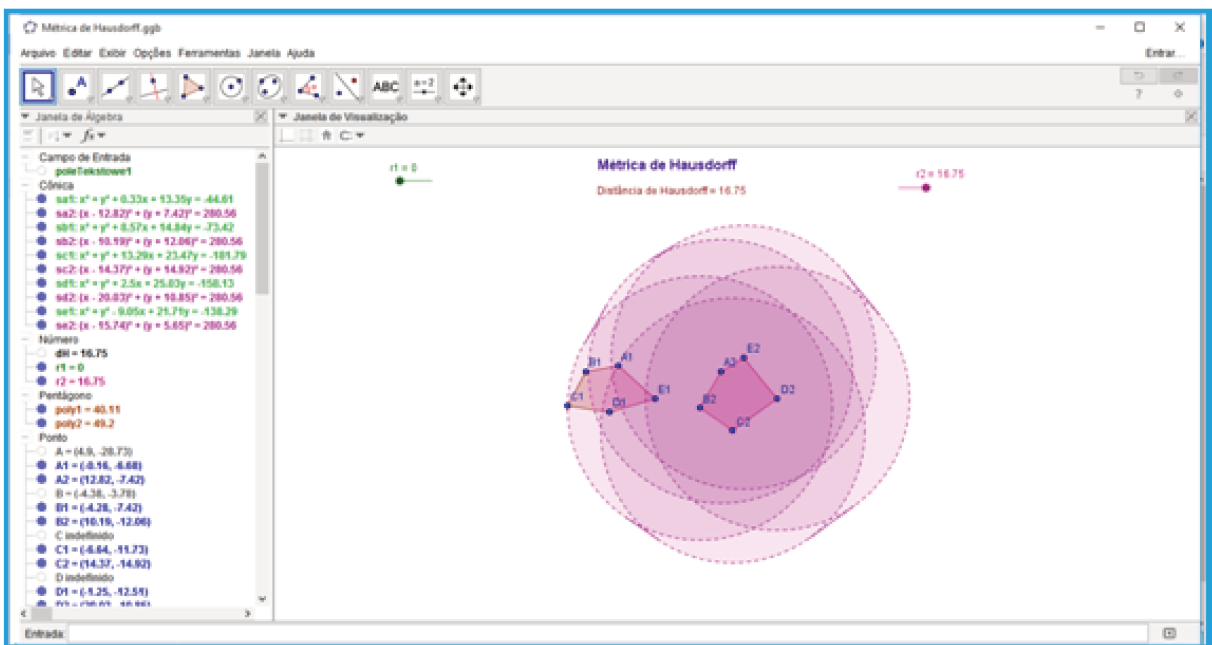 Métrica de Hausdorff.ggb
Arquivo Editar Exibir Opções Ferramentas Janela Ajuda
Entrar...
ABC
a=2
Janela de Álgebra
Janela de Visualização
Campo de Entrada
poleTekstowe1
Cônica
sa1: x² + y² + 0.33x + 13.35y = -44.61
sa2: (x - 12.82)² + (y + 7.42)² = 280.56
sb1: x² + y² + 8.57x + 14.84y = -73.42
sb2: (x - 10.19)² + (y + 12.06)² = 280.56
sc1: x² + y² + 13.29x + 23.47y = -181.79
sc2: (x - 14.37)² + (y + 14.92)² = 280.56
sd1: x² + y² + 2.5x + 25.03y = -158.13
sd2: (x - 20.03)² + (y + 10.85)² = 280.56
se1: x² + y² - 9.05x + 21.71y = -138.29
se2: (x - 15.74)² + (y + 5.65)² = 280.56
Número
dH = 16.75
r1 = 0
r2 = 16.75
Pentágono
poly1 = 40.11
poly2 = 49.2
Ponto
A = (4.9, -28.73)
A1 = (-0.16, -6.68)
A2 = (12.82, -7.42)
B = (-4.38, -3.78)
B1 = (-4.28, -7.42)
B2 = (10.19, -12.06)
C indefinido
C1 = (-6.64, -11.73)
C2 = (14.37, -14.92)
D indefinido
D1 = (-1.25, -12.51)
r1 = 0
Métrica de Hausdorff
Distância de Hausdorff = 16.75
r2 = 16.75
E2
A2
A1
B1
E1
D2
C1
D1
B2
C2
Entrada: